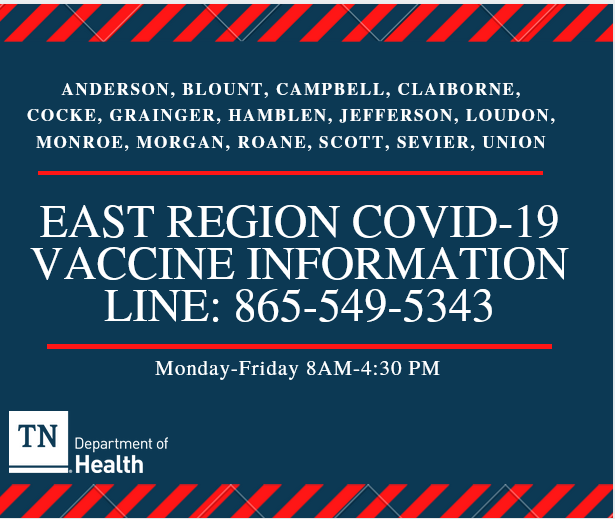 ANDERSON, BLOUNT, CAMPBELL, CLAIBORNE,
COCKE, GRAINGER, HAMBLEN, JEFFERSON, LOUDON,
MONROE, MORGAN, ROANE, SCOTT, SEVIER, UNION
EAST REGION COVID-19
VACCINE INFORMATION
LINE: 865-549-5343
Monday-Friday 8AM-4:30 PM
TN
Department of
Health